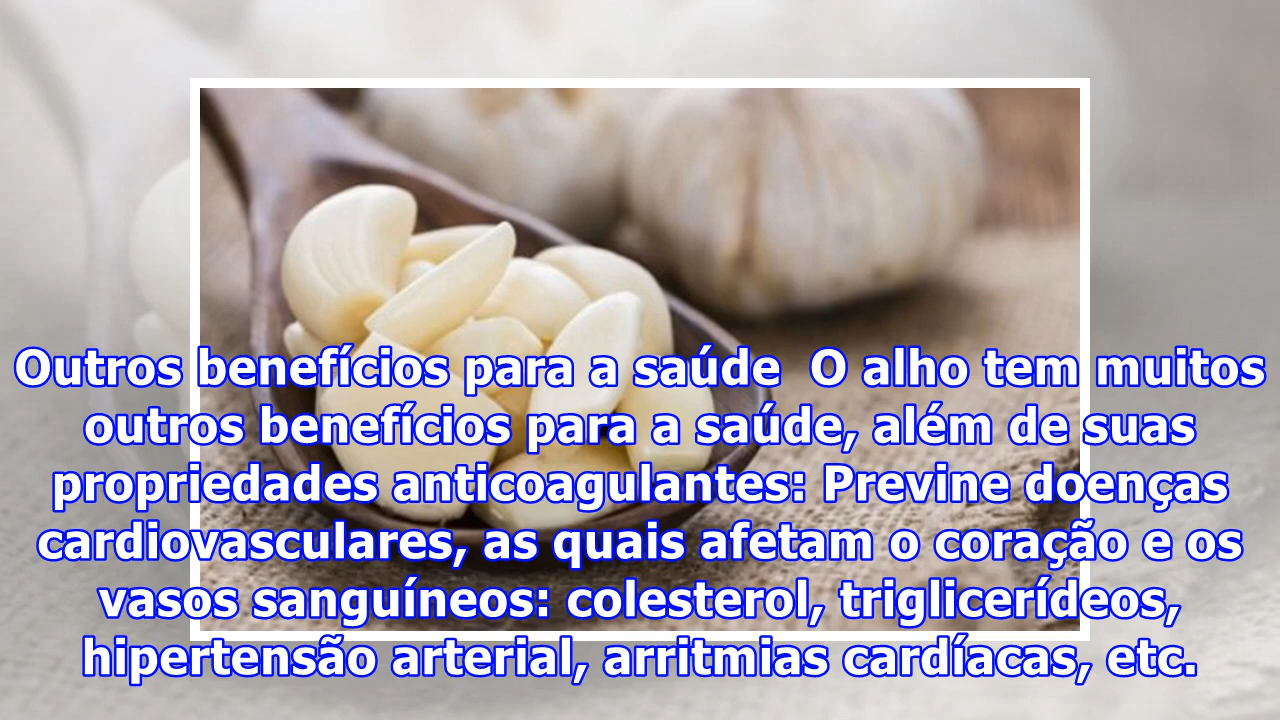 Outros benefícios para a saúde  O alho tem muitos
outros benefícios para a saúde, além de suas
propriedades anticoagulantes: Previne doenças
cardiovasculares, as quais afetam o coração e os
vasos sanguíneos: colesterol, triglicerídeos,
hipertensão arterial, arritmias cardíacas, etc.